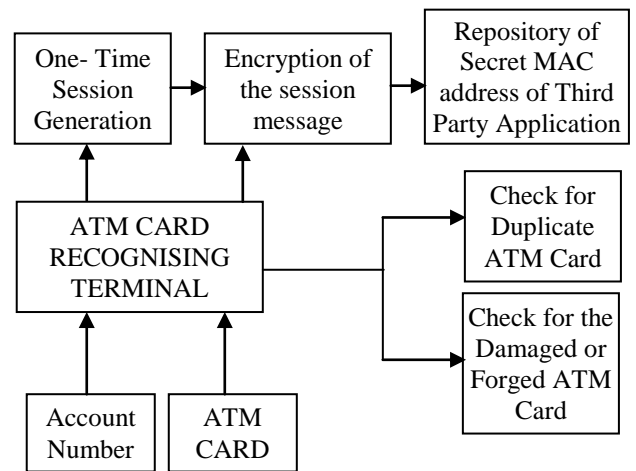 One- Time
Session
Generation
Encryption of
the session
message
Repository of
Secret MAC
address of Third
Party Application
ATM CARD
RECOGNISING
TERMINAL
Check for
Duplicate
ATM Card
Check for the
Damaged or
Forged ATM
Card
Account
Number
ATM
CARD